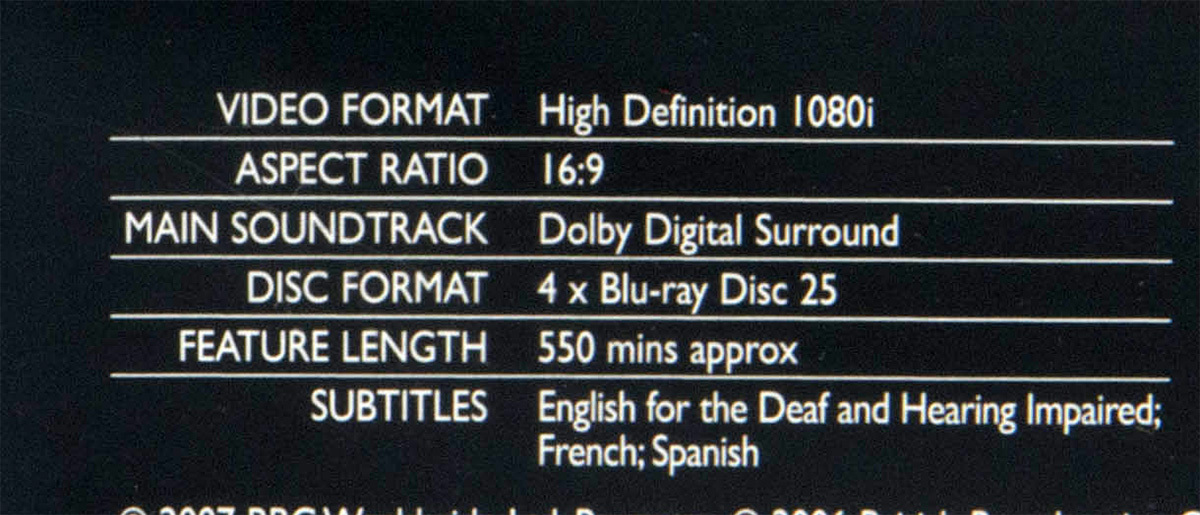 VIDEO FORMAT High Definition 1080i
ASPECT RATIO 16:9
MAIN SOUNDTRACK Dolby Digital Surround
DISC FORMAT 4 x Blu-ray Disc 25
FEATURE LENGTH 550 mins approx
SUBTITLES English for the Deaf and Hearing Impaired;
French; Spanish